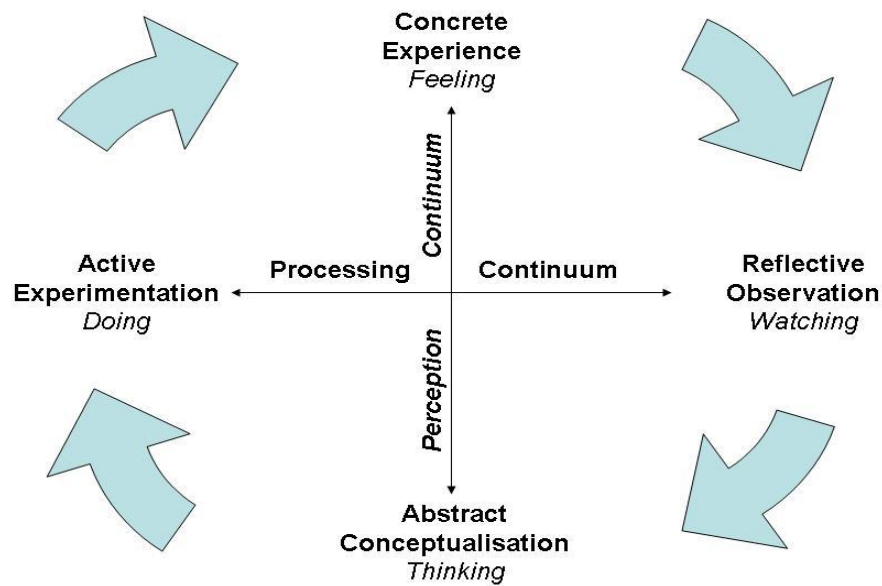 Concrete
Experience
Feeling
Continuum
Active
Experimentation
Doing
Processing
Continuum
Reflective
Observation
Watching
Perception
Abstract
Conceptualisation
Thinking